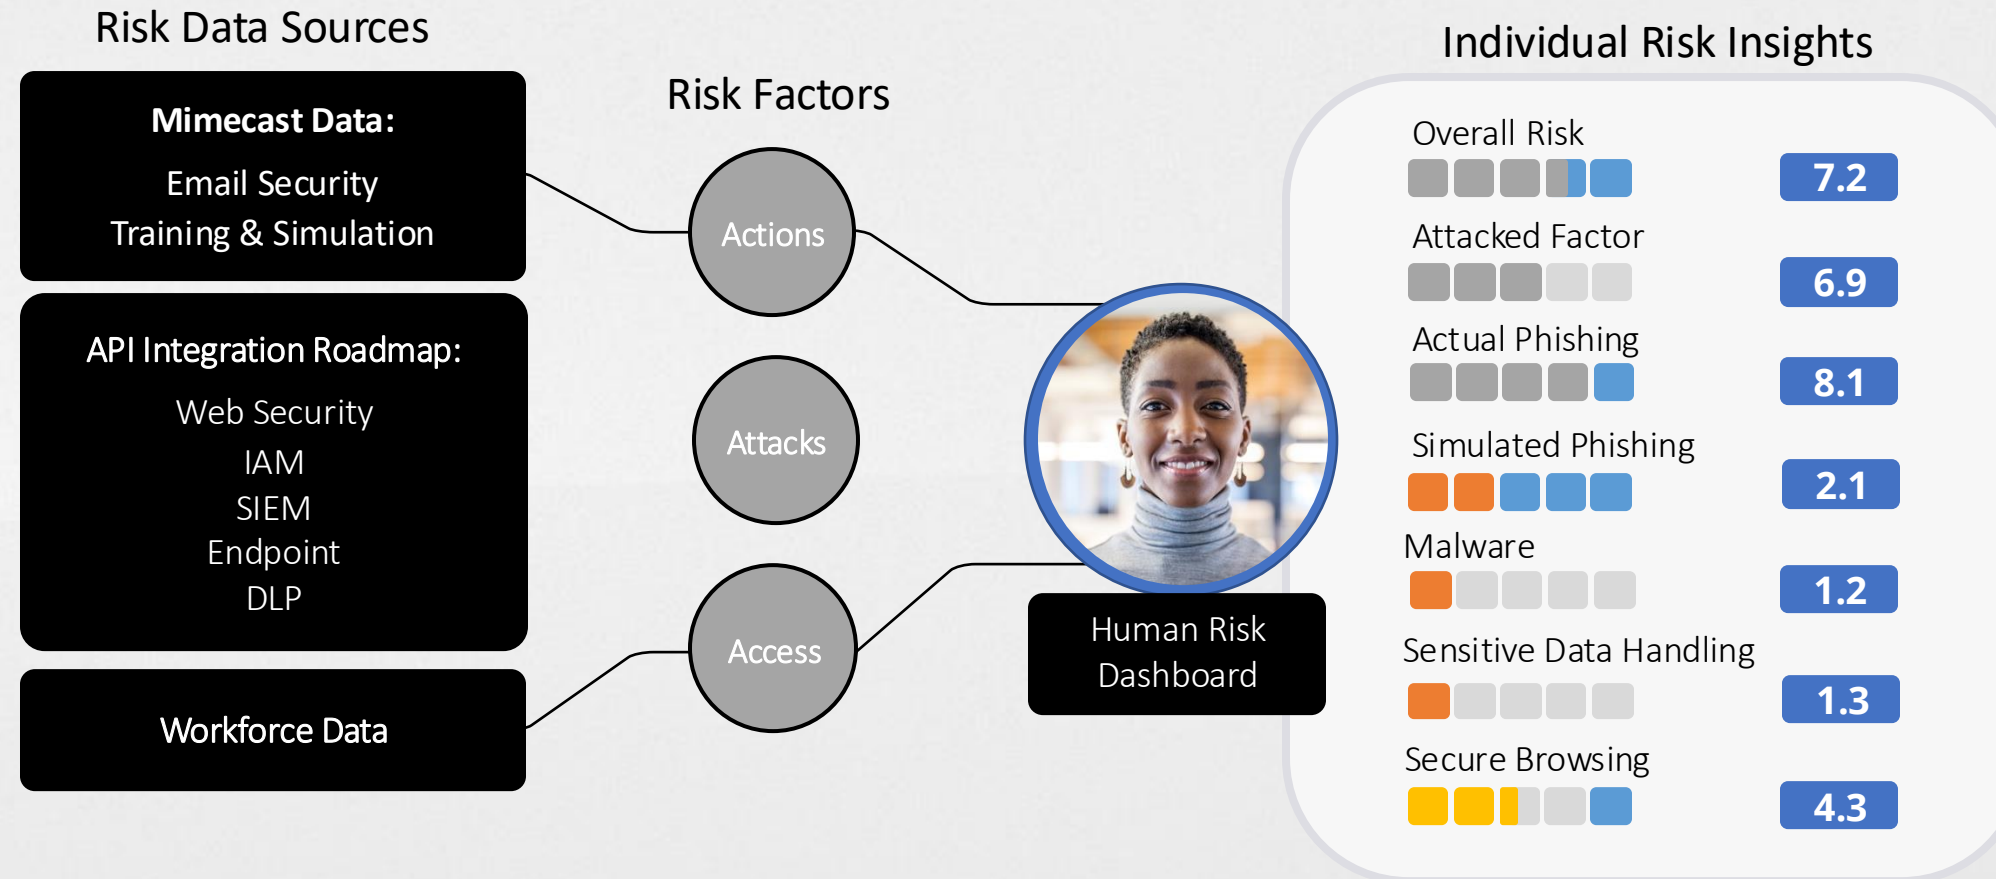 Risk Data Sources
Mimecast Data:
Email Security
Training & Simulation
API Integration Roadmap:
Web Security
IAM
SIEM
Endpoint
DLP
Workforce Data
Risk Factors
Actions
Attacks
Access
Human Risk
Dashboard
Individual Risk Insights
Overall Risk
7.2
Attacked Factor
6.9
Actual Phishing
8.1
Simulated Phishing
2.1
Malware
1.2
Sensitive Data Handling
1.3
Secure Browsing
4.3